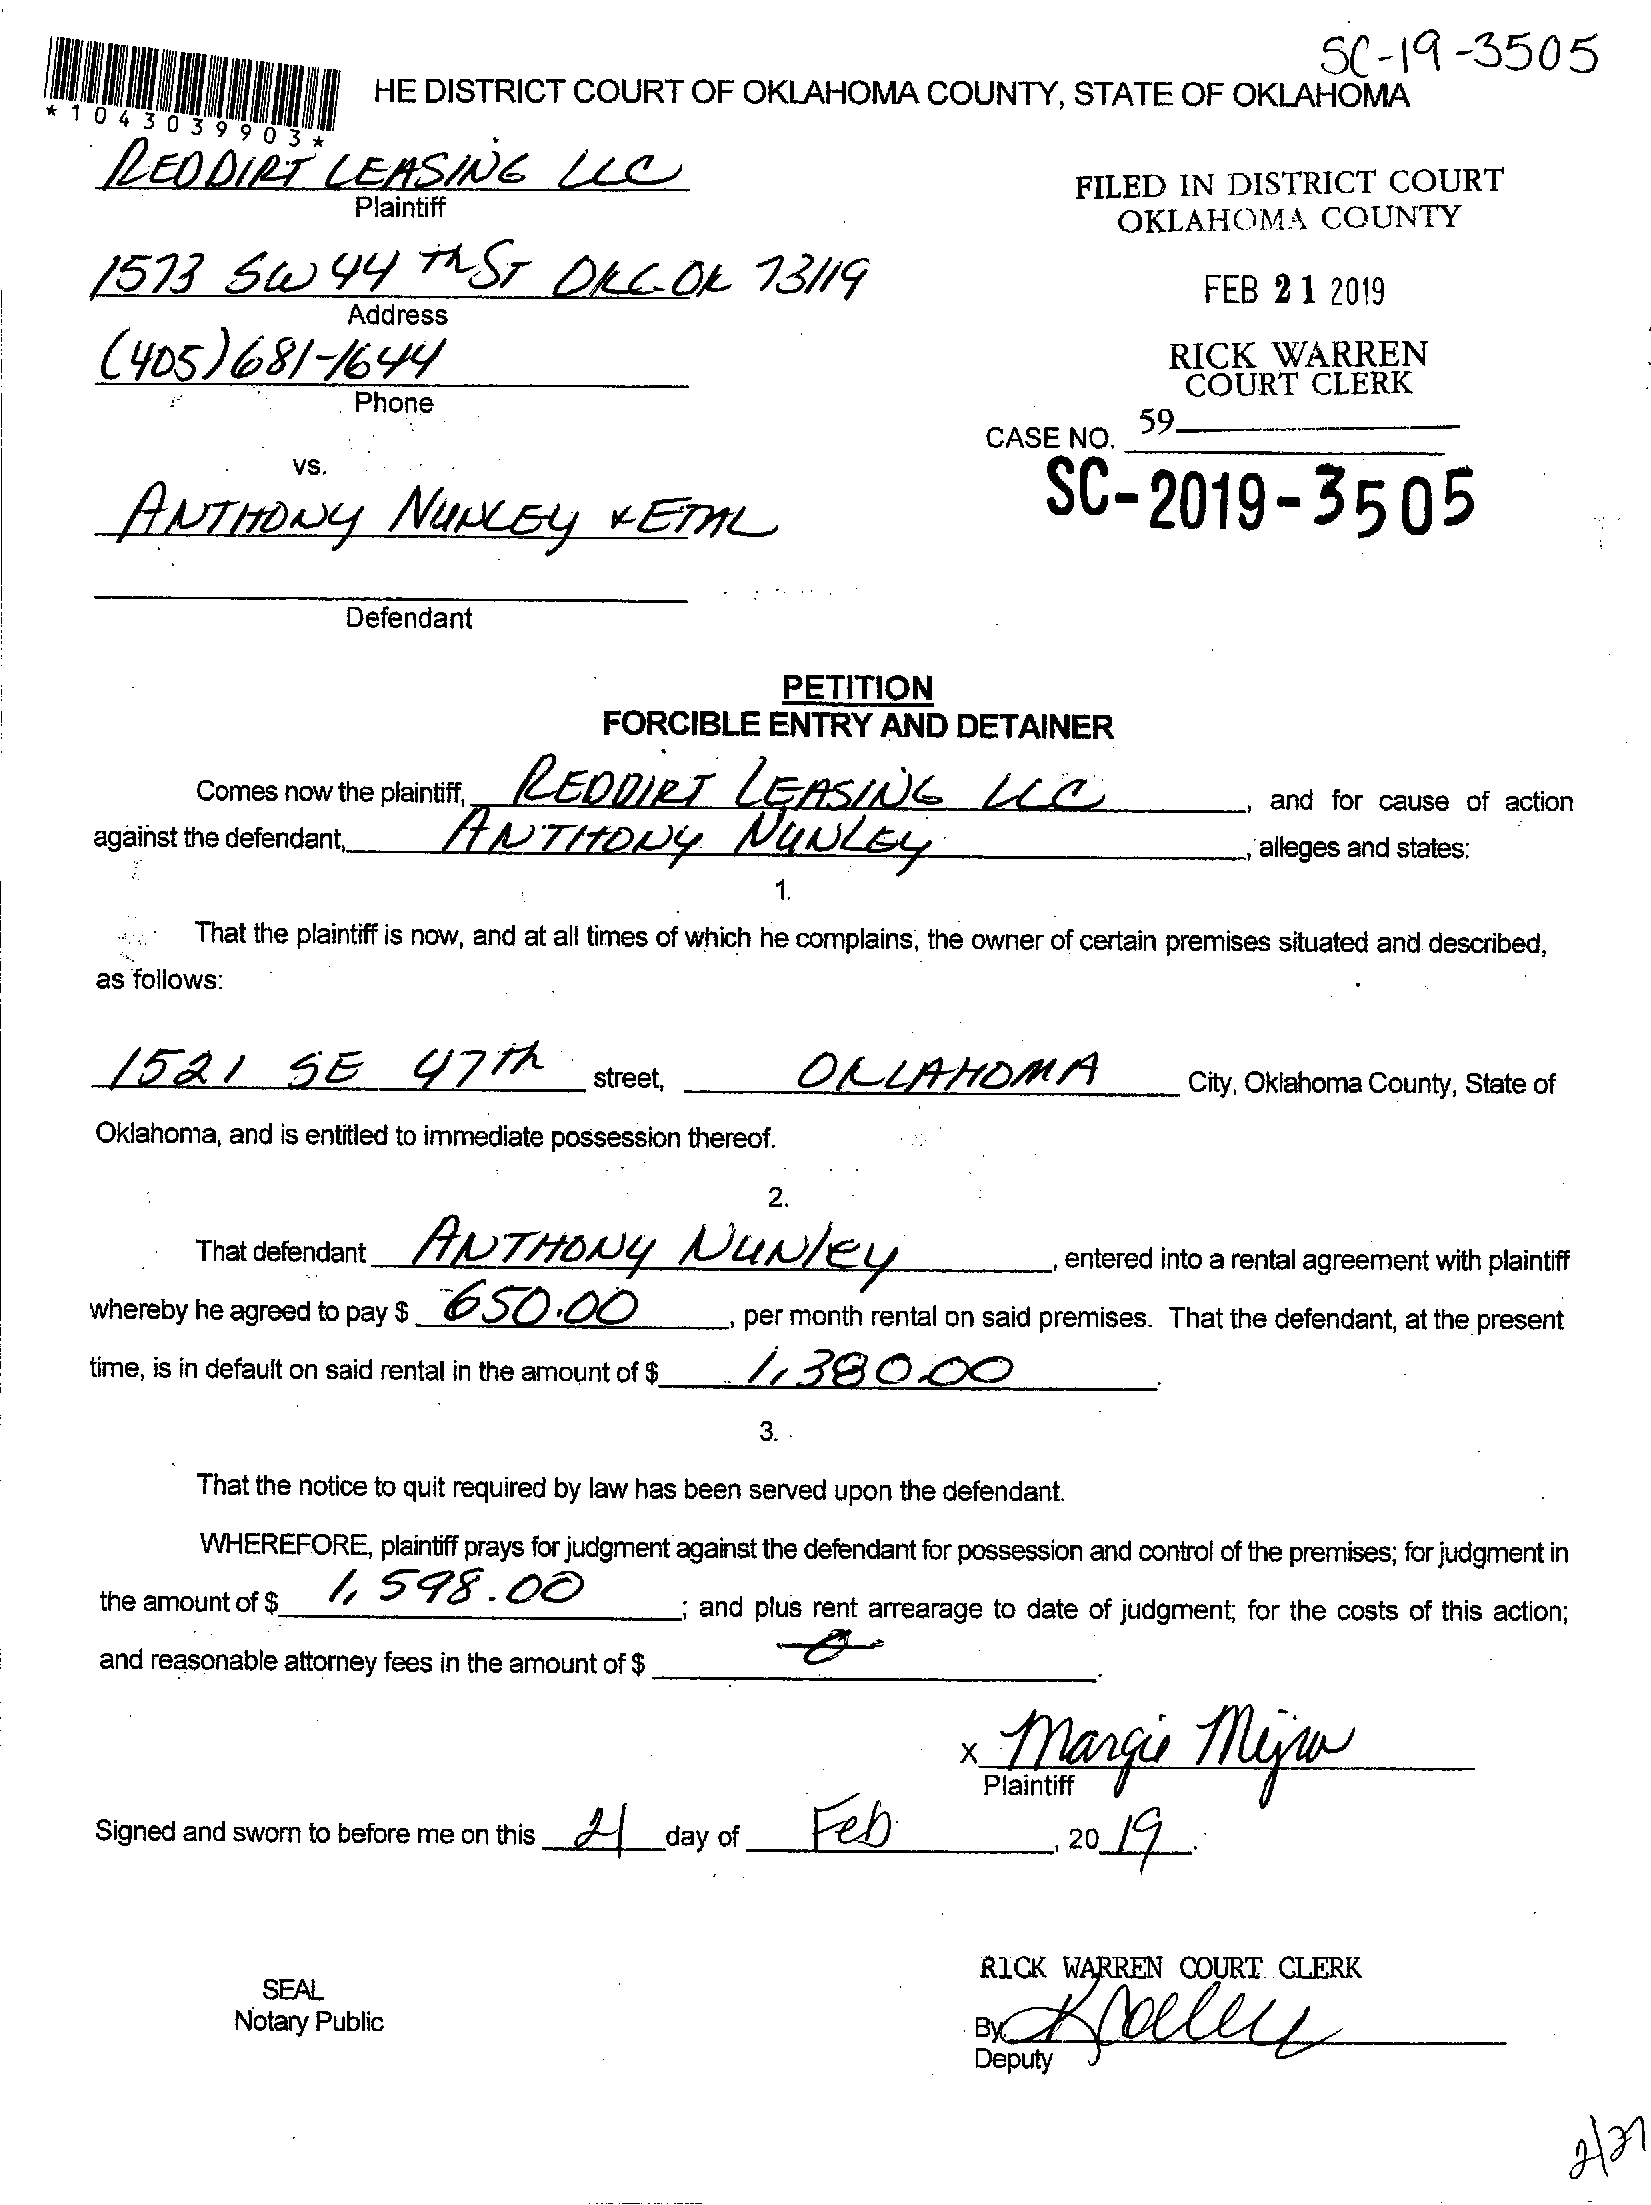 SC-19-3505
HE DISTRICT COURT OF OKLAHOMA COUNTY, STATE OF OKLAHOMA
*1043039903*
REDDIRT LEASING LLC
Plaintiff
FILED IN DISTRICT COURT
OKLAHOMA COUNTY
1573 SW 44 th ST OKC. OK 73119
Address
FEB 21 2019
(405)681-1644
Phone
RICK WARREN
COURT CLERK
59
CASE NO.
vs.
SC-2019-3505
ANTHONY NUNLEY & ETAL
Defendant
PETITION
FORCIBLE ENTRY AND DETAINER
Comes now the plaintiff, REDDIRT LEASING LLC, and for cause of action
against the defendant, ANTHONY NUNLEY, alleges and states:
1.
That the plaintiff is now, and at all times of which he complains, the owner of certain premises situated and described,
as follows:
1521 SE 47th street, OKLAHOMA City, Oklahoma County, State of
Oklahoma, and is entitled to immediate possession thereof.
2.
That defendant ANTHONY NUNLEY, entered into a rental agreement with plaintiff
whereby he agreed to pay $ 650.00, per month rental on said premises. That the defendant, at the present
time, is in default on said rental in the amount of $ 1,380.00.
3.
That the notice to quit required by law has been served upon the defendant.
WHEREFORE, plaintiff prays for judgment against the defendant for possession and control of the premises; for judgment in
the amount of $ 1,598.00; and plus rent arrearage to date of judgment; for the costs of this action;
and reasonable attorney fees in the amount of $ 0.
x Margie
Plaintiff
Signed and sworn to before me on this 21 day of Feb, 2019.
RICK WARREN COURT CLERK
SEAL
Notary Public
By
Deputy
2/27